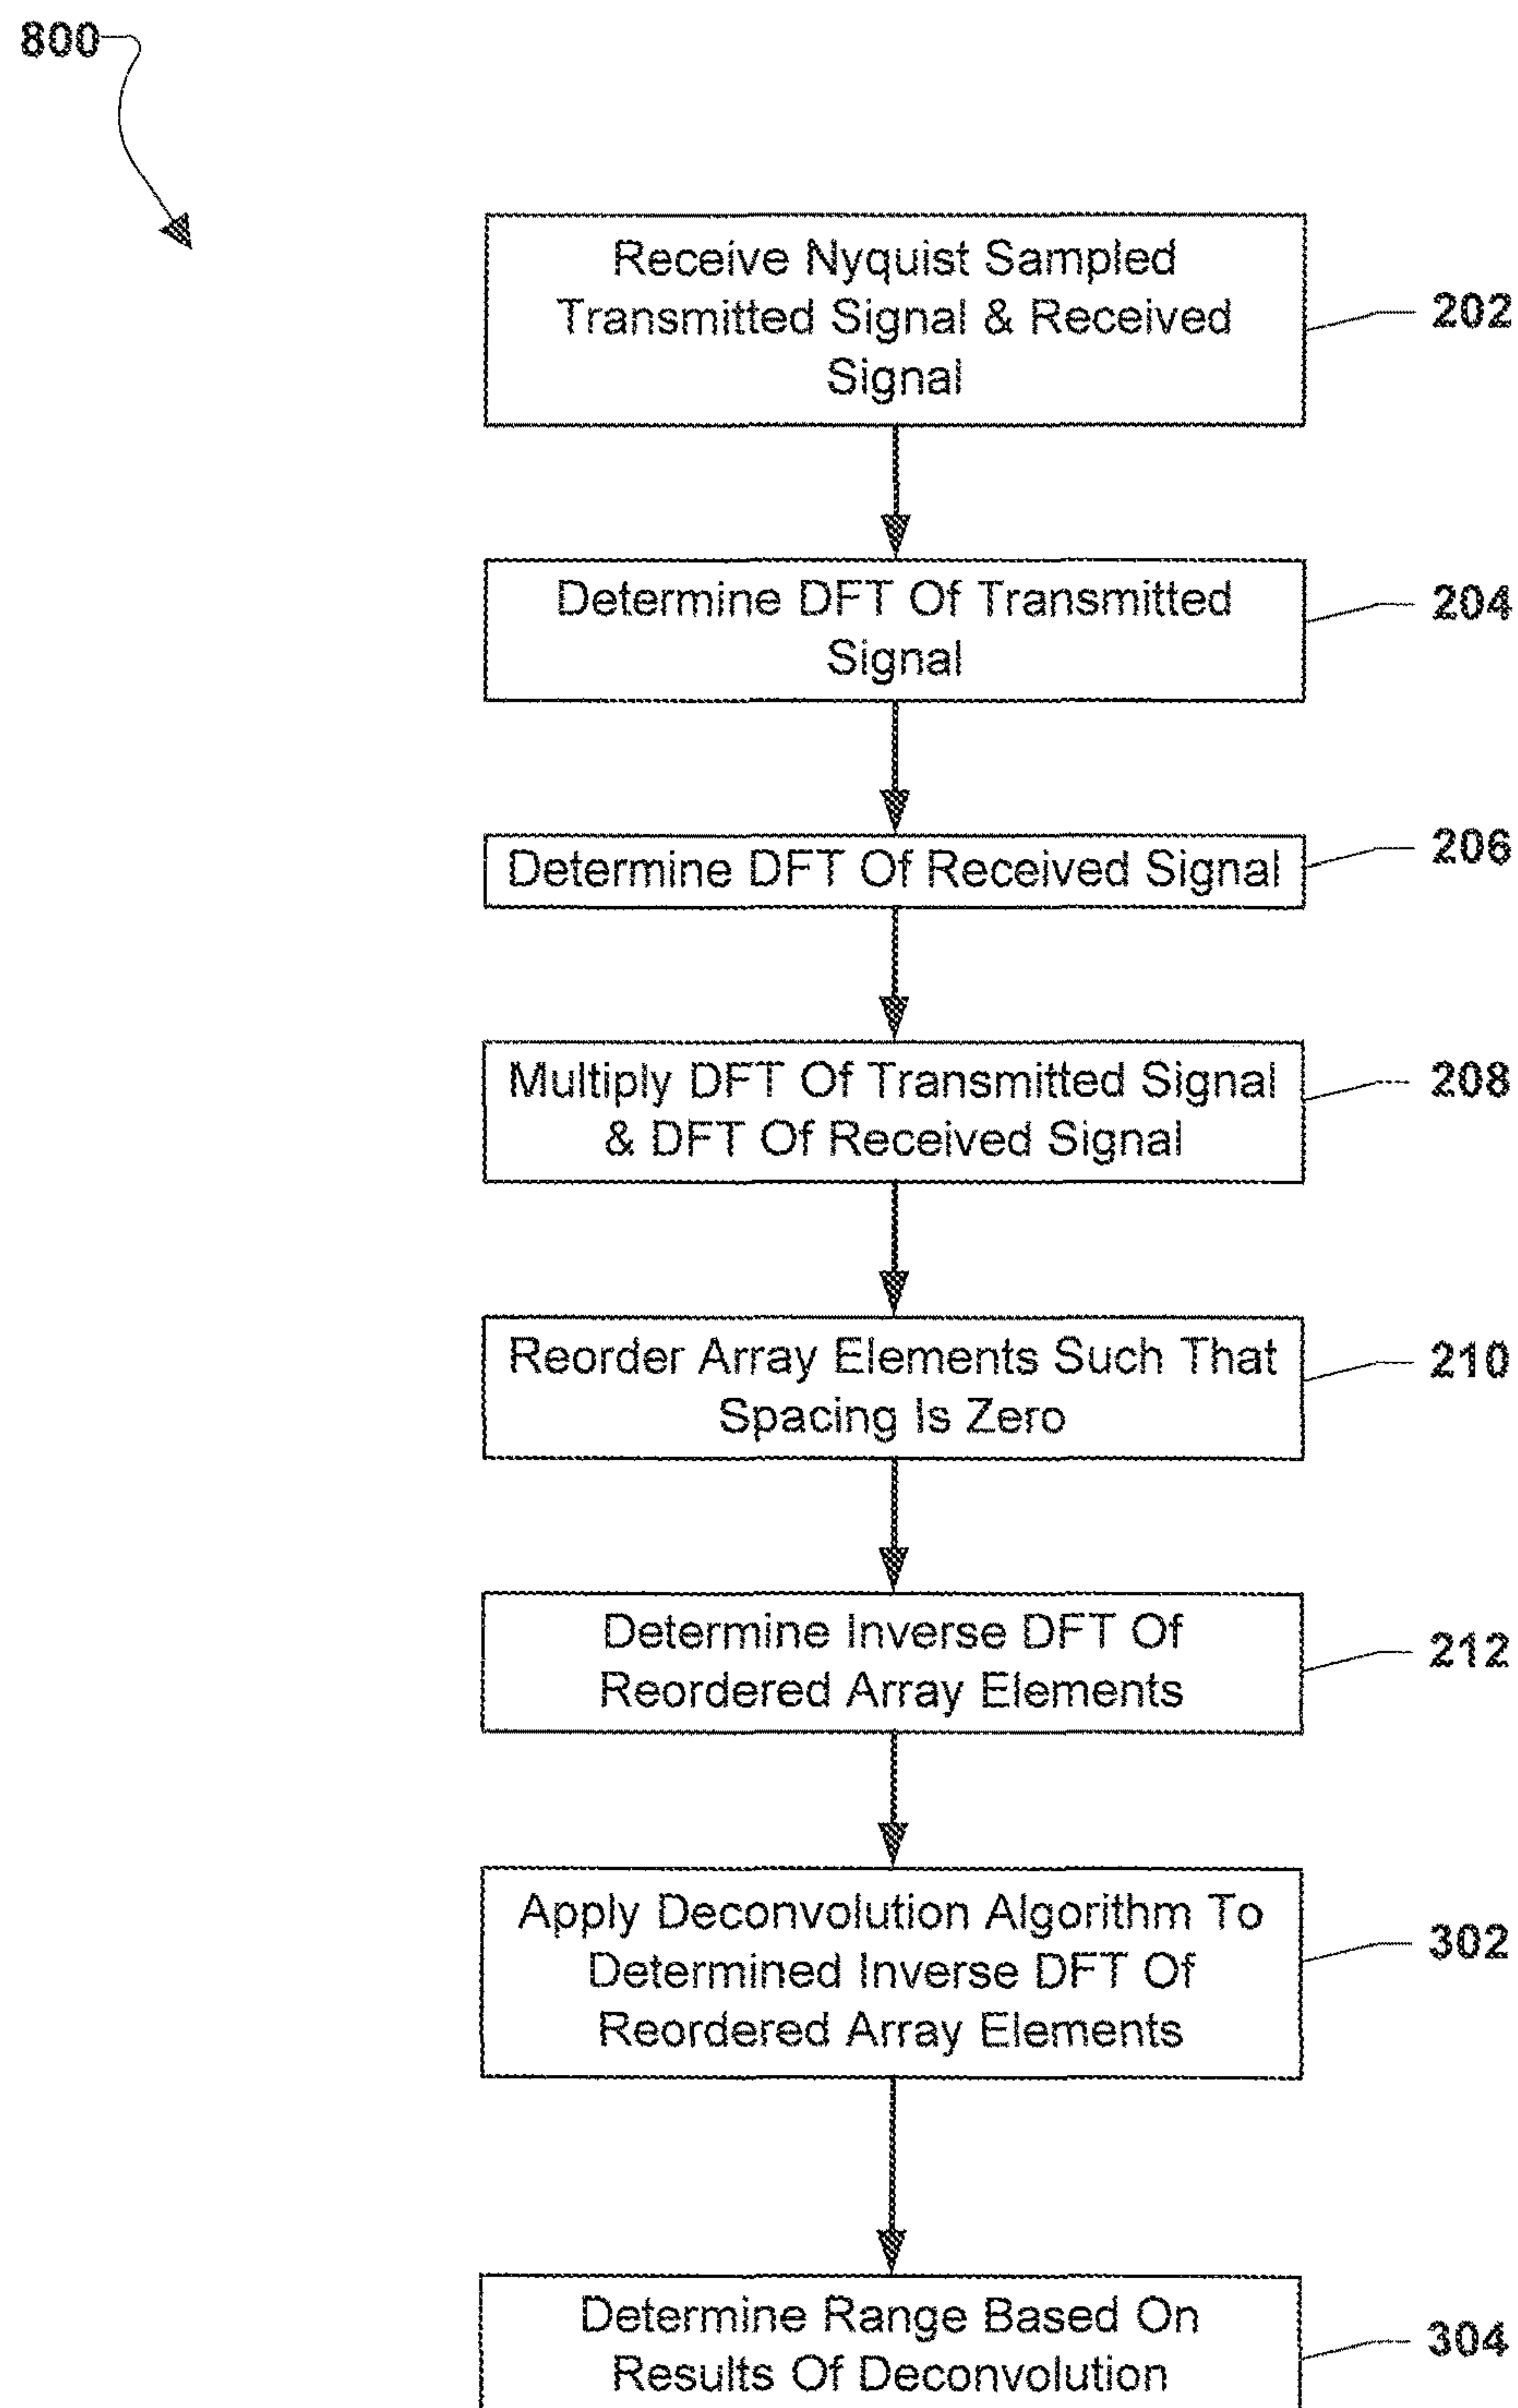 800
Receive Nyquist Sampled
Transmitted Signal & Received
Signal
202
Determine DFT Of Transmitted
Signal
204
Determine DFT Of Received Signal
206
Multiply DFT Of Transmitted Signal
& DFT Of Received Signal
208
Reorder Array Elements Such That
Spacing Is Zero
210
Determine Inverse DFT Of
Reordered Array Elements
212
Apply Deconvolution Algorithm To
Determined Inverse DFT Of
Reordered Array Elements
302
Determine Range Based On
Results Of Deconvolution
304